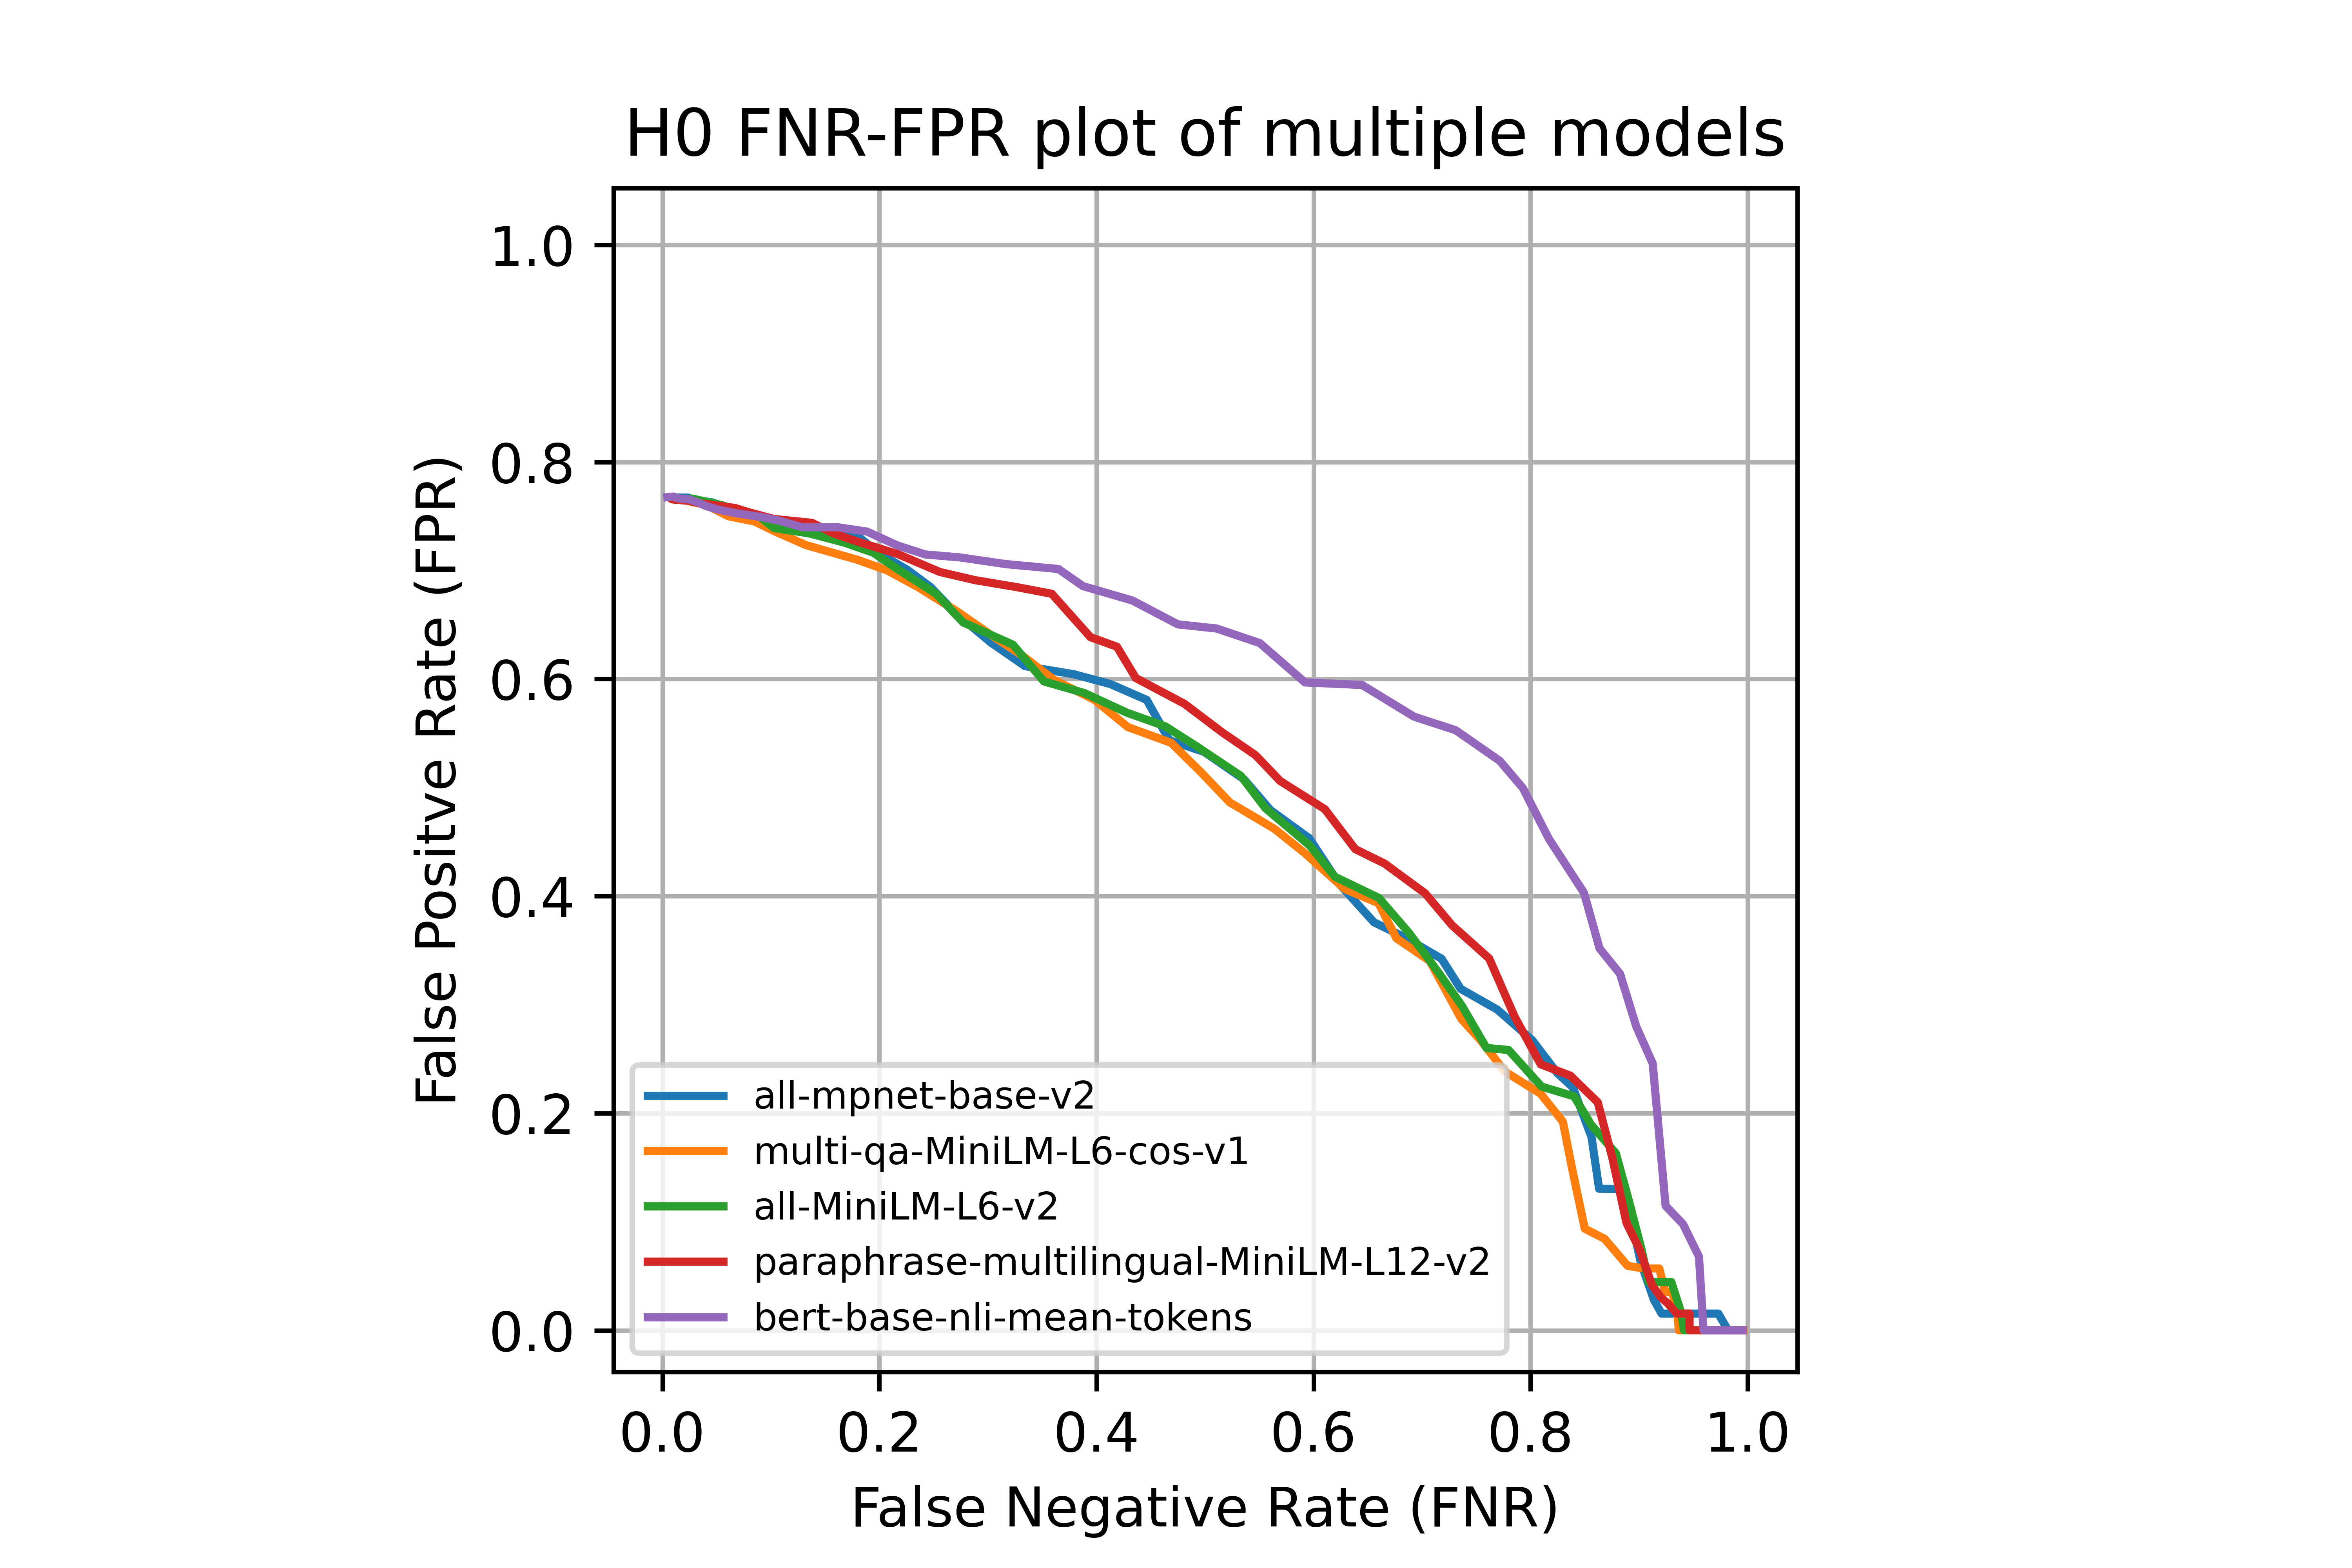 H0 FNR-FPR plot of multiple models
1.0
0.8
0.6
0.4
0.2
0.0
False Positve Rate (FPR)
all-mpnet-base-v2
multi-qa-MiniLM-L6-cos-v1
all-MiniLM-L6-v2
paraphrase-multilingual-MiniLM-L12-v2
bert-base-nli-mean-tokens
0.0 0.2 0.4 0.6 0.8 1.0
False Negative Rate (FNR)